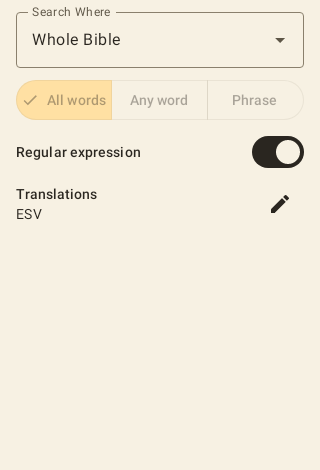 Search Where
Whole Bible
All words Any word Phrase
Regular expression
Translations
ESV